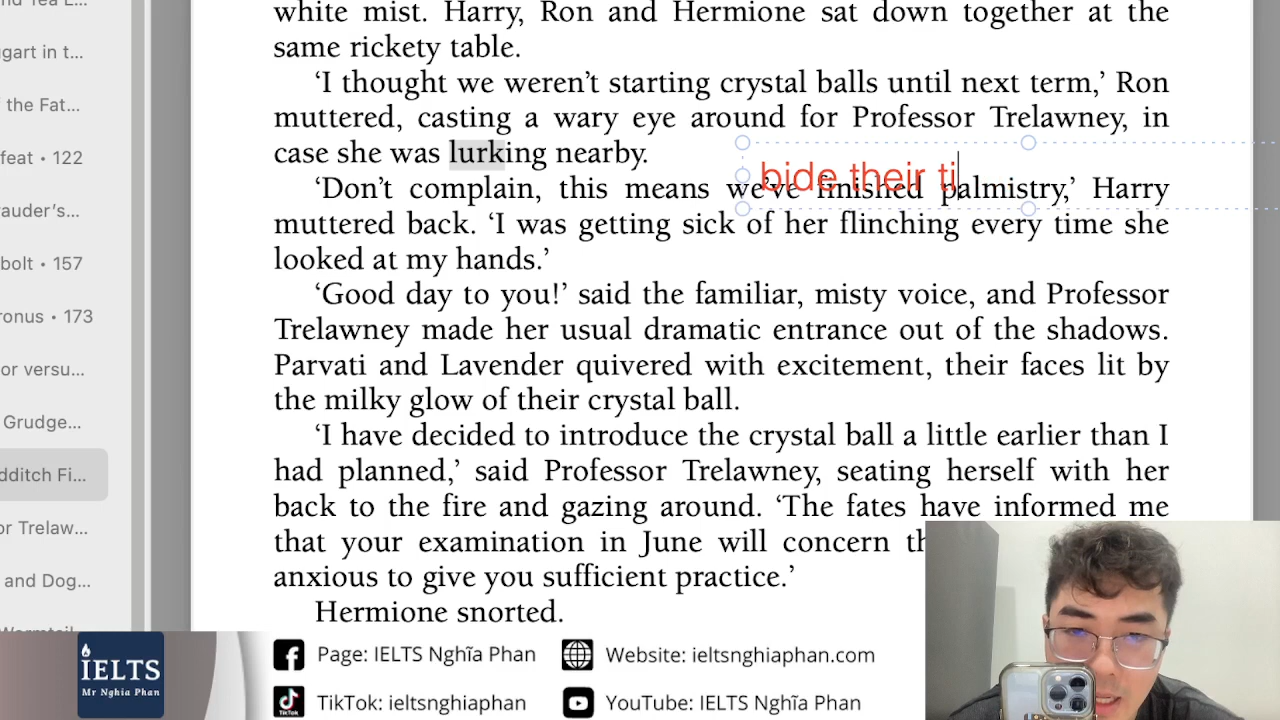 ggart in t...
the Fat...
feat • 122
rauder's...
bolt • 157
ronus • 173
or versu...
Grudge...
dditch Fi...
or Trelaw...
and Dog...
white mist. Harry, Ron and Hermione sat down together at the
same rickety table.
‘I thought we weren’t starting crystal balls until next term,’ Ron
muttered, casting a wary eye around for Professor Trelawney, in
case she was lurking nearby.
bide their ti
‘Don’t complain, this means we’ve finished palmistry,’ Harry
muttered back. ‘I was getting sick of her flinching every time she
looked at my hands.’
‘Good day to you!’ said the familiar, misty voice, and Professor
Trelawney made her usual dramatic entrance out of the shadows.
Parvati and Lavender quivered with excitement, their faces lit by
the milky glow of their crystal ball.
‘I have decided to introduce the crystal ball a little earlier than I
had planned,’ said Professor Trelawney, seating herself with her
back to the fire and gazing around. ‘The fates have informed me
that your examination in June will concern
anxious to give you sufficient practice.’
Hermione snorted.
IELTS
Mr Nghia Phan
Page: IELTS Nghĩa Phan
Website: ieltsnghiaphan.com
TikTok: ieltsnghiaphan
YouTube: IELTS Nghĩa Phan